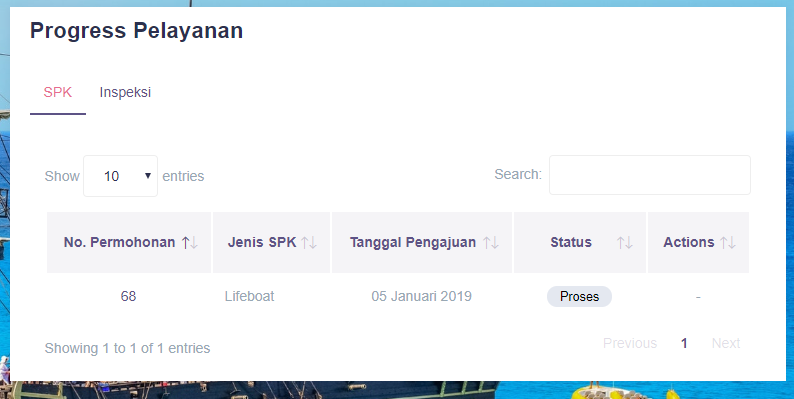 Progress Pelayanan
SPK Inspeksi
Show 10 entries Search:
No. Permohonan Jenis SPK Tanggal Pengajuan Status Actions
68 Lifeboat 05 Januari 2019 Proses -
Showing 1 to 1 of 1 entries Previous 1 Next